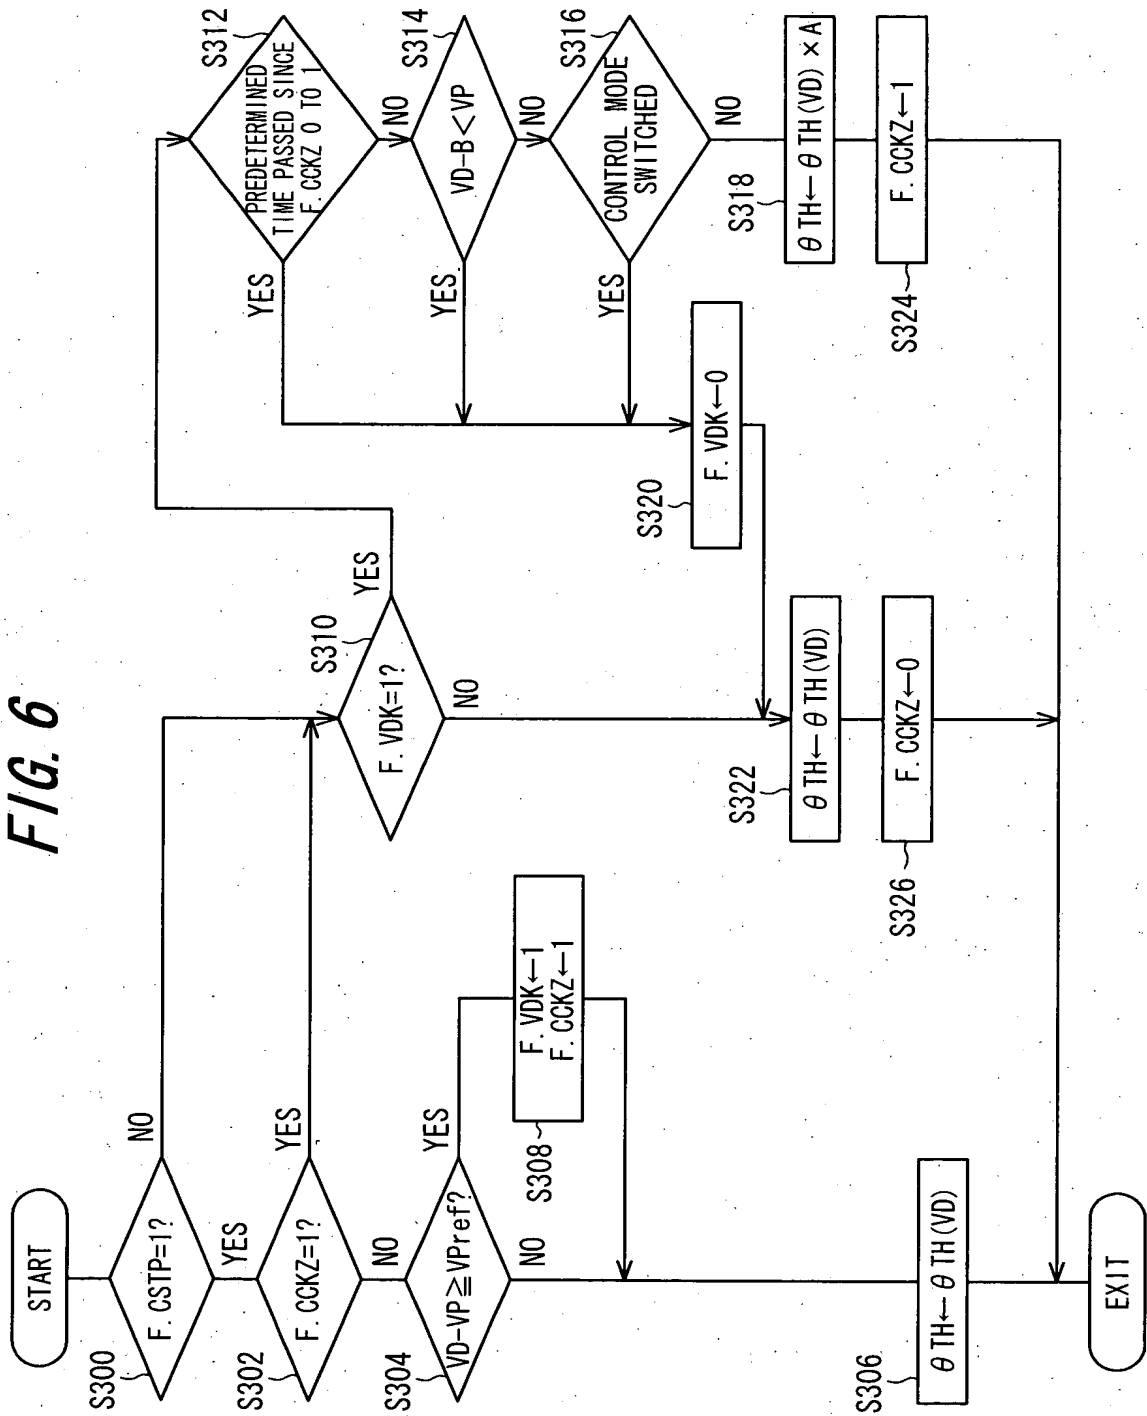 FIG. 6
START
S300
F. CSTP=1?
NO
YES
S302
F. CCKZ=1?
YES
NO
S304
VD-VP≧VPref?
YES
NO
S308
F. VDK←1
F. CCKZ←1
S306
θTH←θTH(VD)
EXIT
S310
F. VDK=1?
YES
NO
S312
PREDETERMINED
TIME PASSED SINCE
F. CCKZ 0 TO 1
YES
NO
S314
VD-B<VP
YES
NO
S316
CONTROL MODE
SWITCHED
YES
NO
S320
F. VDK←0
S318
θTH←θTH(VD)×A
S324
F. CCKZ←1
S322
θTH←θTH(VD)
S326
F. CCKZ←0